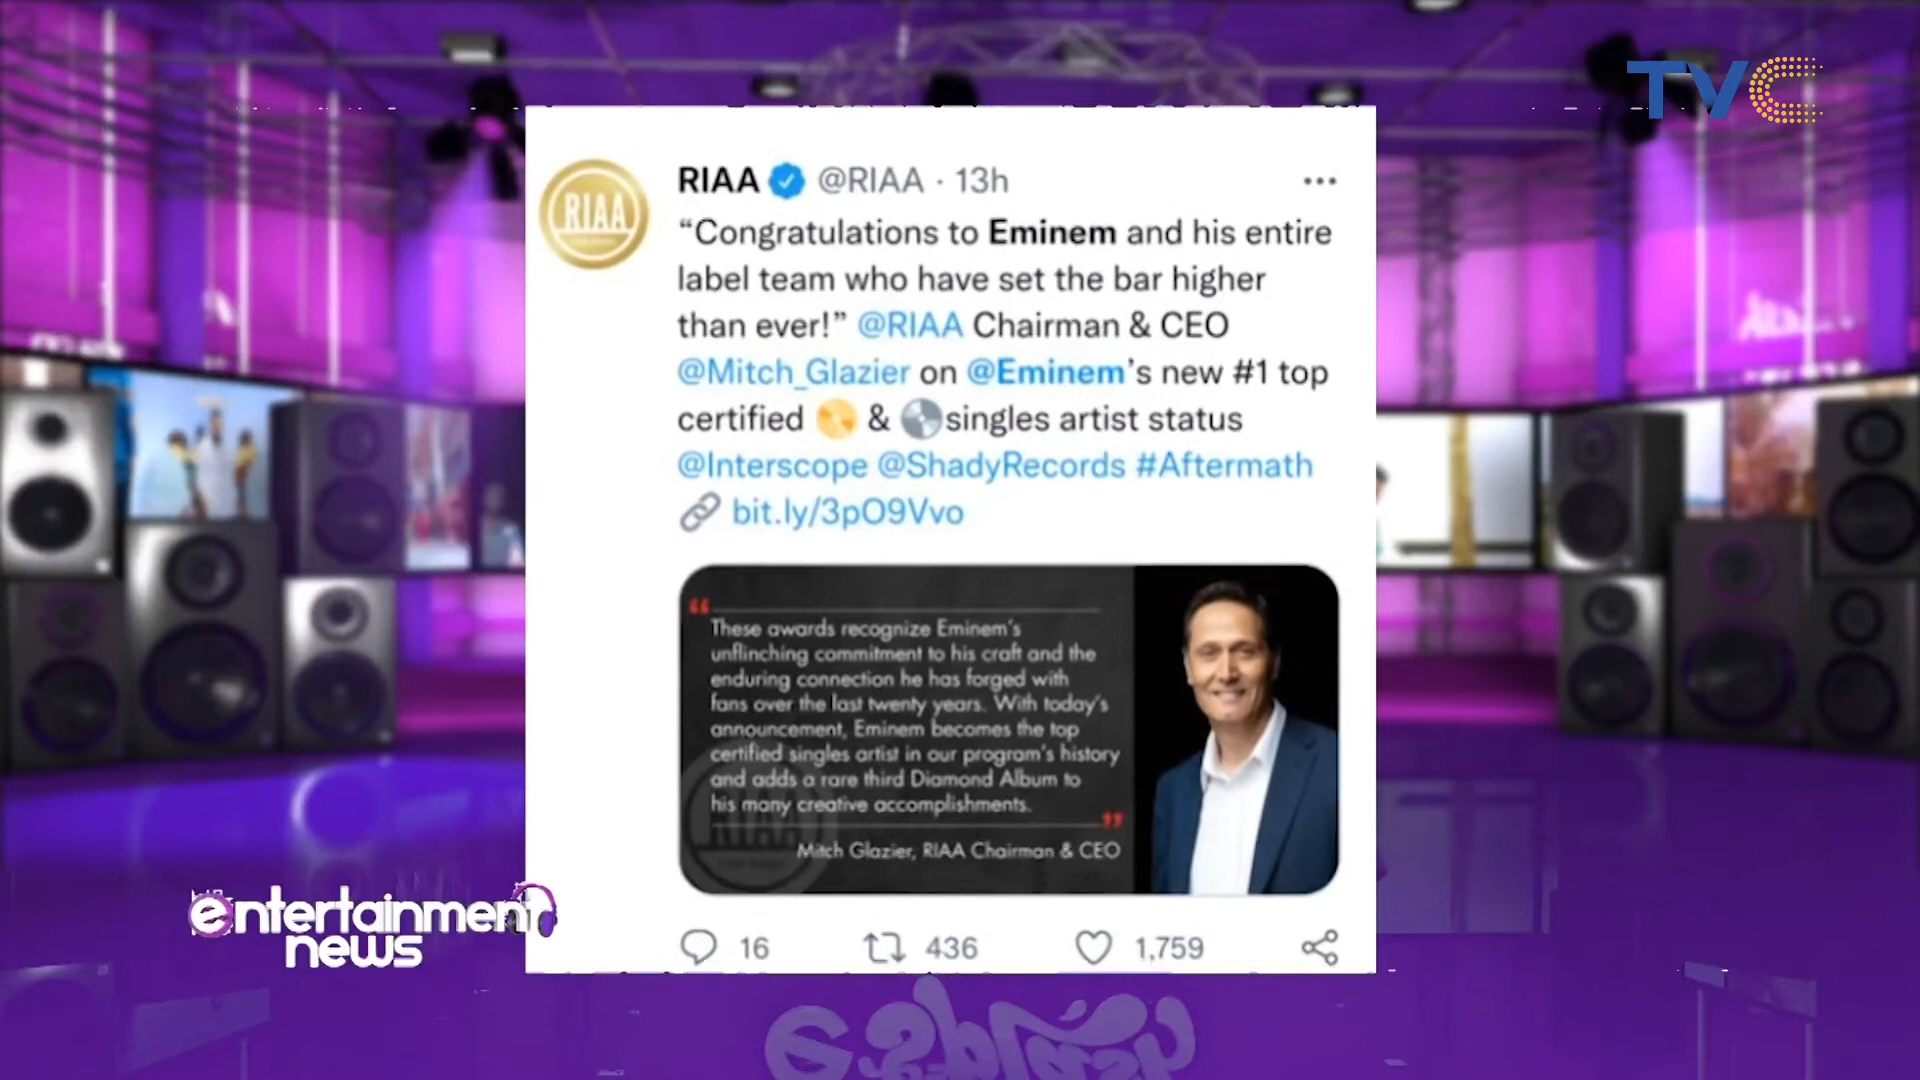 TVC
RIAA @RIAA · 13h
RIAA
“Congratulations to Eminem and his entire
label team who have set the bar higher
than ever!” @RIAA Chairman & CEO
@Mitch_Glazier on @Eminem’s new #1 top
certified & singles artist status
@Interscope @ShadyRecords #Aftermath
bit.ly/3pO9Vvo
“
These awards recognize Eminem’s
unflinching commitment to his craft and the
enduring connection he has forged with
fans over the last twenty years. With today’s
announcement, Eminem becomes the top
certified singles artist in our program’s history
and adds a rare third Diamond Album to
his many creative accomplishments.
”
RIAA
Mitch Glazier, RIAA Chairman & CEO
16 436 1,759
entertainment
news